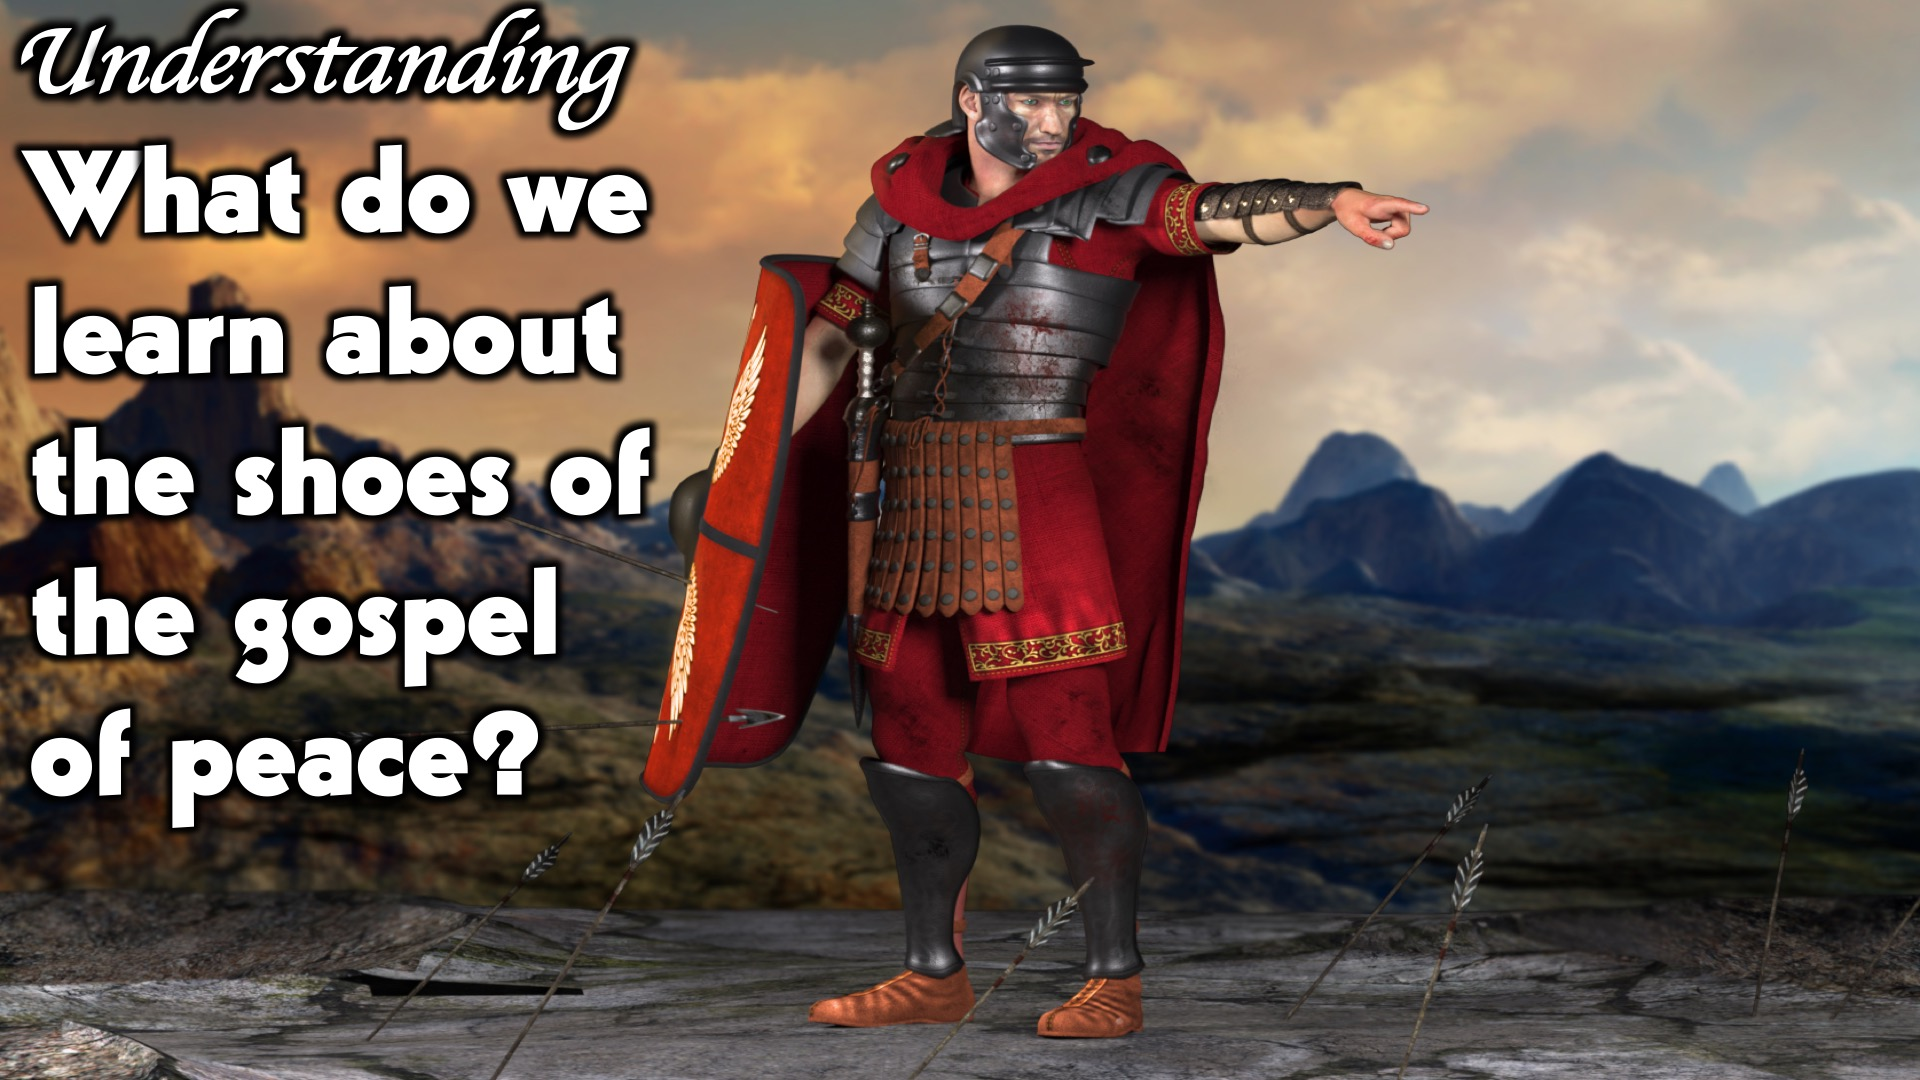 Understanding
What do we
learn about
the shoes of
the gospel
of peace?